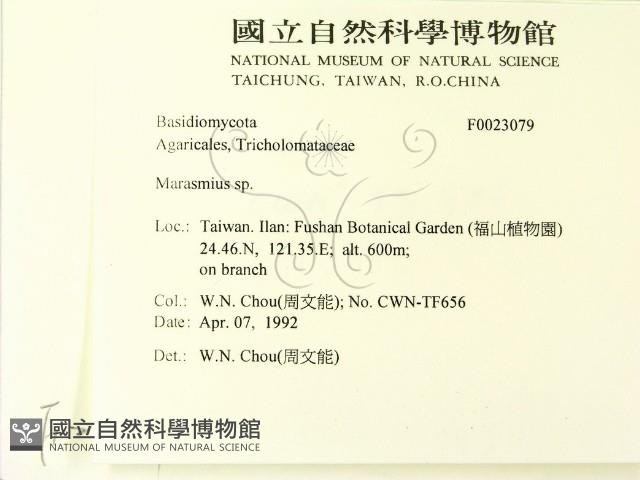 國立自然科學博物館
NATIONAL MUSEUM OF NATURAL SCIENCE
TAICHUNG, TAIWAN, R.O.CHINA
Basidiomycota F0023079
Agaricales, Tricholomataceae
Marasmius sp.
Loc.: Taiwan. Ilan: Fushan Botanical Garden (福山植物園)
24.46.N, 121.35.E; alt. 600m;
on branch
Col.: W.N. Chou(周文能); No. CWN-TF656
Date: Apr. 07, 1992
Det.: W.N. Chou(周文能)
國立自然科學博物館
NATIONAL MUSEUM OF NATURAL SCIENCE